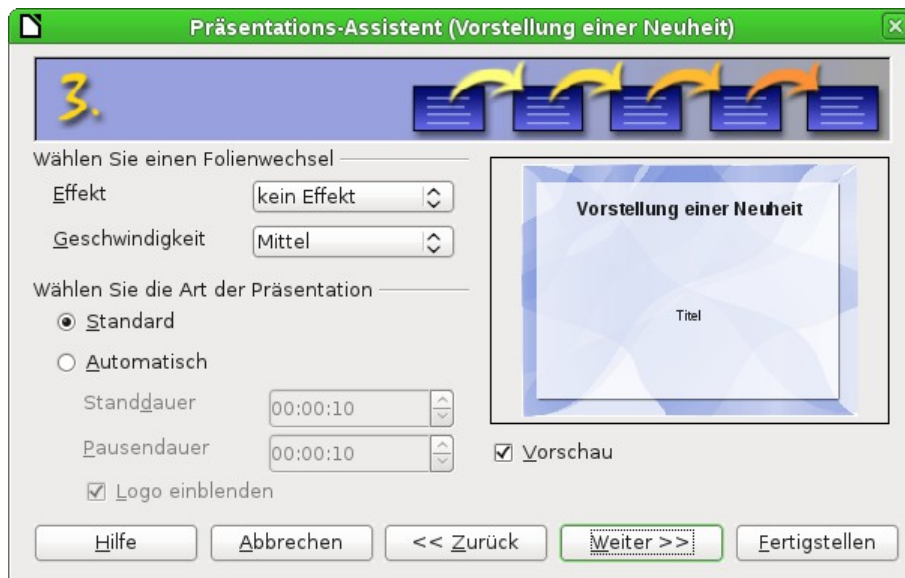 Präsentations-Assistent (Vorstellung einer Neuheit)
3.
Wählen Sie einen Folienwechsel
Effekt
kein Effekt
Geschwindigkeit
Mittel
Wählen Sie die Art der Präsentation
Standard
Automatisch
Standdauer
00:00:10
Pausendauer
00:00:10
Logo einblenden
Vorstellung einer Neuheit
Titel
Vorschau
Hilfe
Abbrechen
<< Zurück
Weiter >>
Fertigstellen